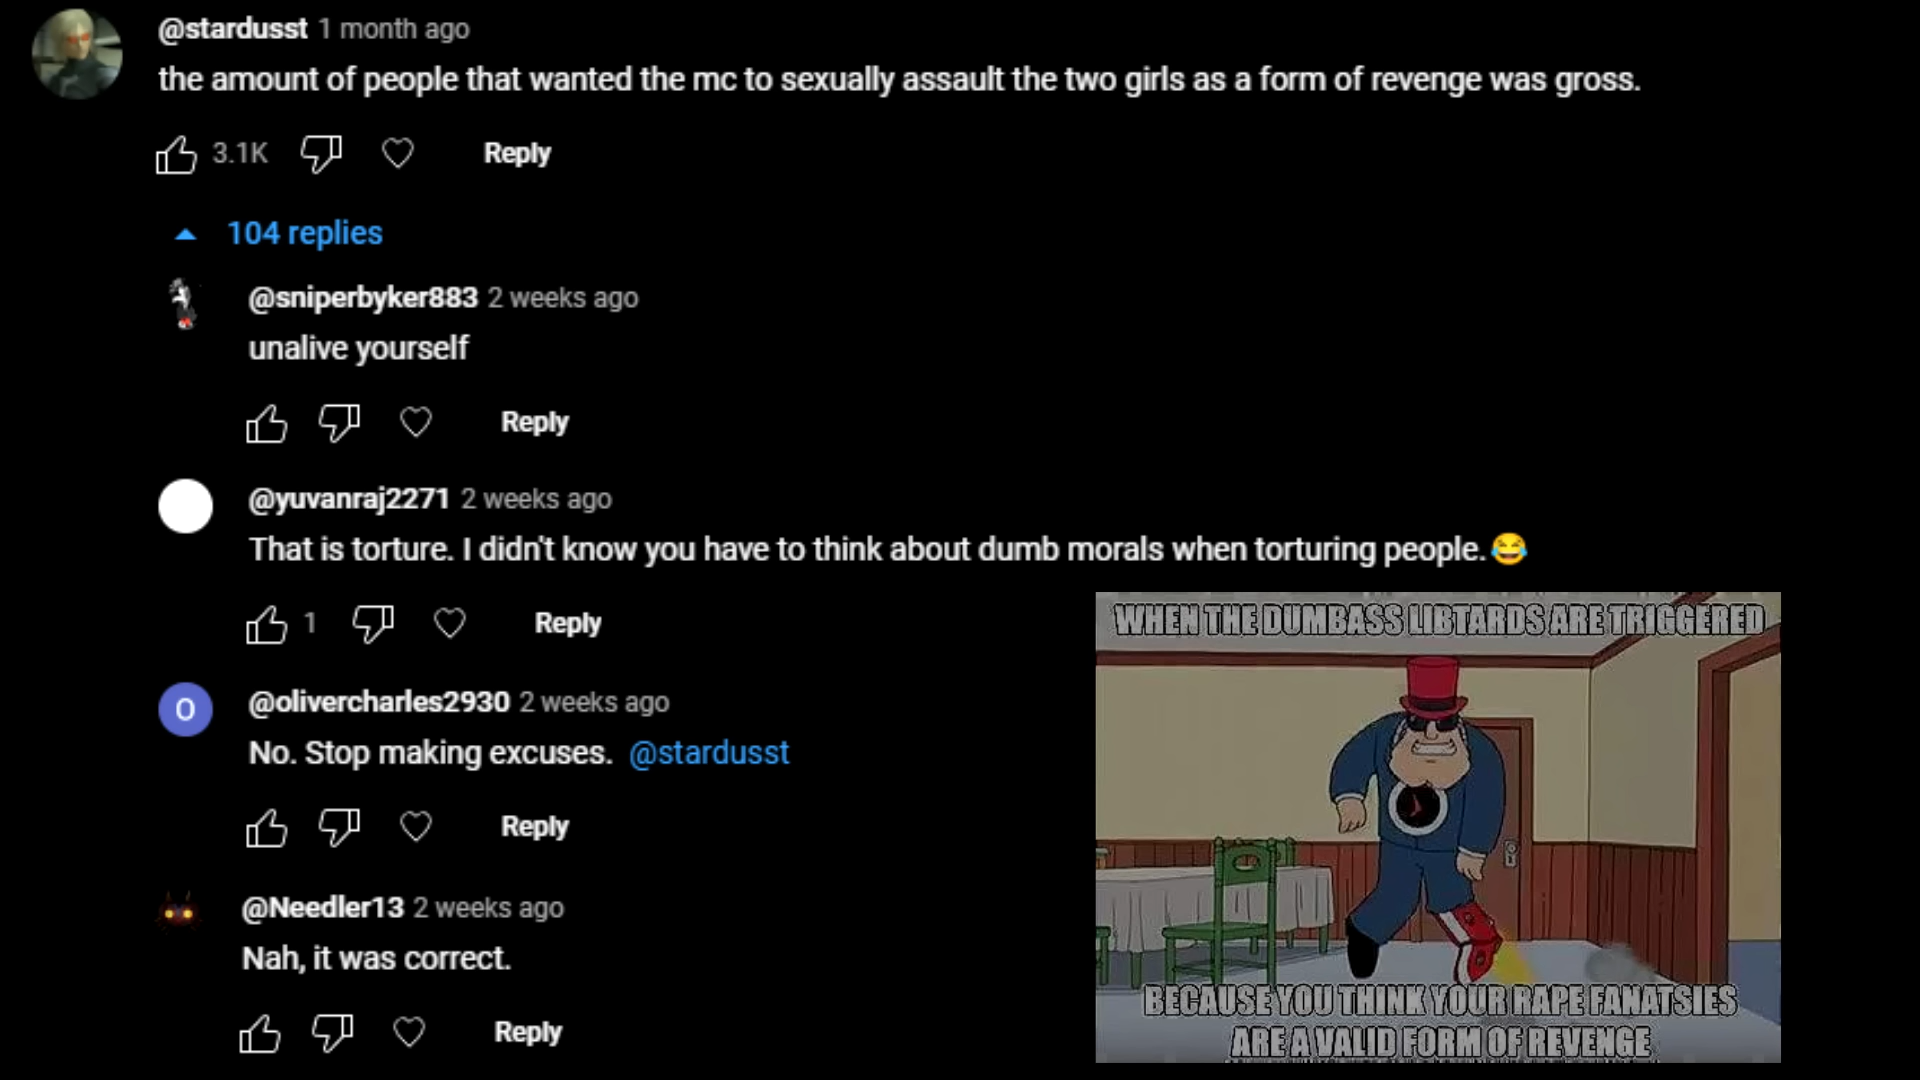 @stardusst 1 month ago
the amount of people that wanted the mc to sexually assault the two girls as a form of revenge was gross.
3.1K Reply
104 replies
@sniperbyker883 2 weeks ago
unalive yourself
Reply
@yuvanraj2271 2 weeks ago
That is torture. I didn't know you have to think about dumb morals when torturing people.😂
1 Reply
O
@olivercharles2930 2 weeks ago
No. Stop making excuses. @stardusst
Reply
@Needler13 2 weeks ago
Nah, it was correct.
Reply
WHEN THE DUMBASS LIBTARDS ARE TRIGGERED
BECAUSE YOU THINK YOUR RAPE FANATSIES
ARE A VALID FORM OF REVENGE